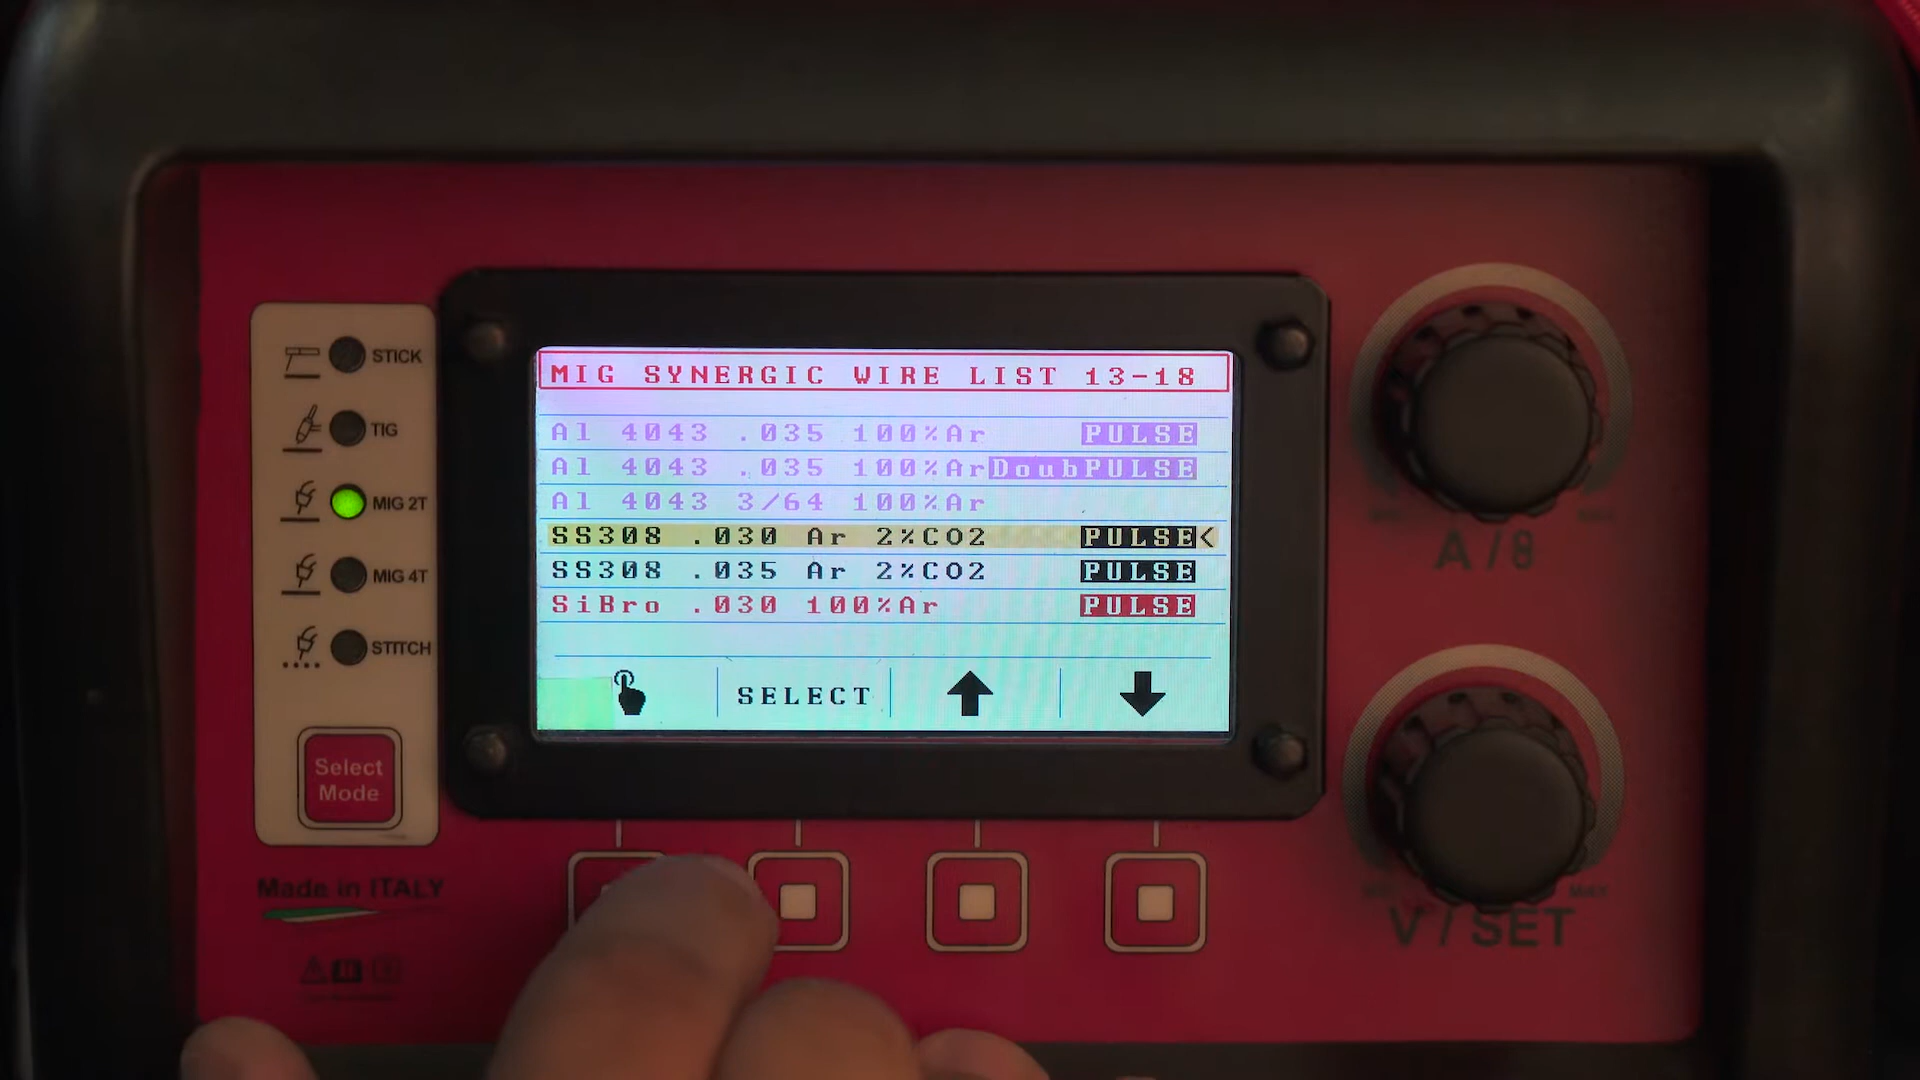 MIG SYNERGIC WIRE LIST 13-18
Al 4043 .035 100%Ar PULSE
Al 4043 .035 100%Ar DoubPULSE
Al 4043 3/64 100%Ar
SS308 .030 Ar 2%CO2 PULSE<
SS308 .035 Ar 2%CO2 PULSE
SiBro .030 100%Ar PULSE
SELECT
STICK
TIG
MIG 2T
MIG 4T
STITCH
Select
Mode
Made in ITALY
A / 8
MAX
V / SET